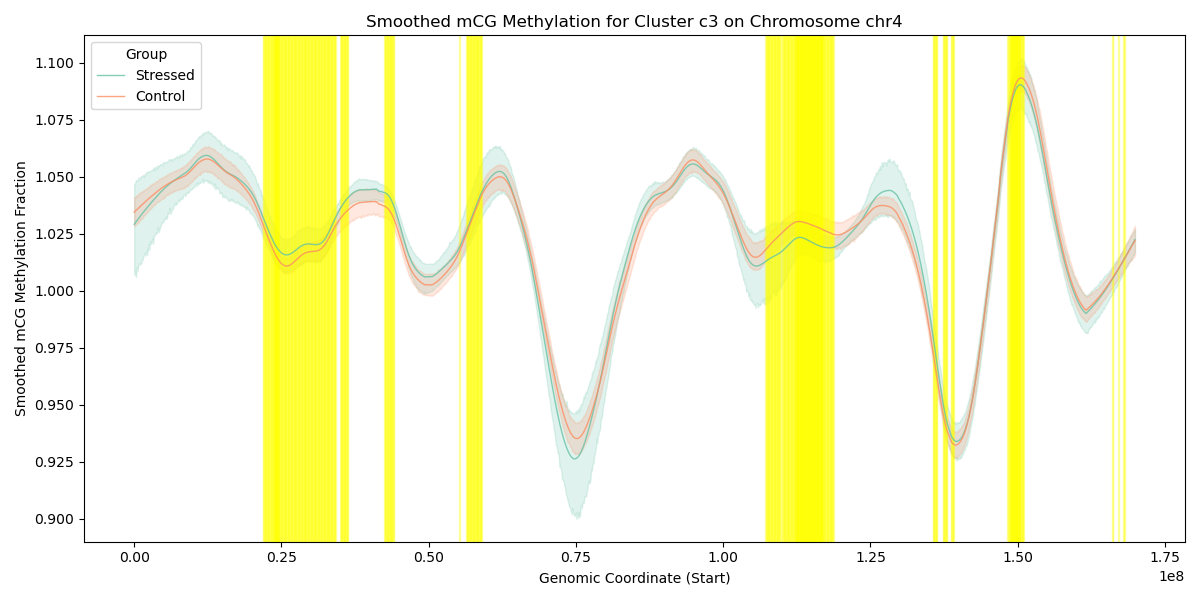 Smoothed mCG Methylation for Cluster c3 on Chromosome chr4
Group
Stressed
Control
Smoothed mCG Methylation Fraction
1.100
1.075
1.050
1.025
1.000
0.975
0.950
0.925
0.900
0.00 0.25 0.50 0.75 1.00 1.25 1.50 1.75
1e8
Genomic Coordinate (Start)